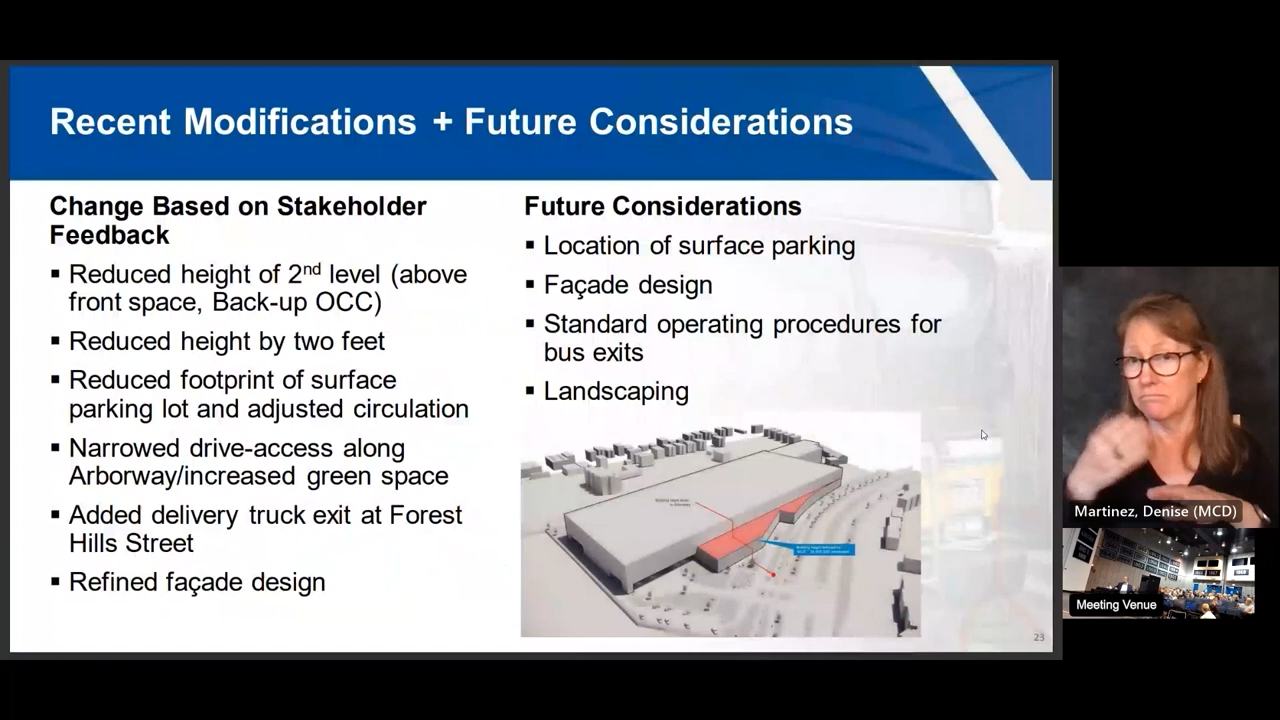 Recent Modifications + Future Considerations
Change Based on Stakeholder
Feedback
▪ Reduced height of 2nd level (above
front space, Back-up OCC)
▪ Reduced height by two feet
▪ Reduced footprint of surface
parking lot and adjusted circulation
▪ Narrowed drive-access along
Arborway/increased green space
▪ Added delivery truck exit at Forest
Hills Street
▪ Refined façade design
Future Considerations
▪ Location of surface parking
▪ Façade design
▪ Standard operating procedures for
bus exits
▪ Landscaping
23
Martinez, Denise (MCD)
Meeting Venue